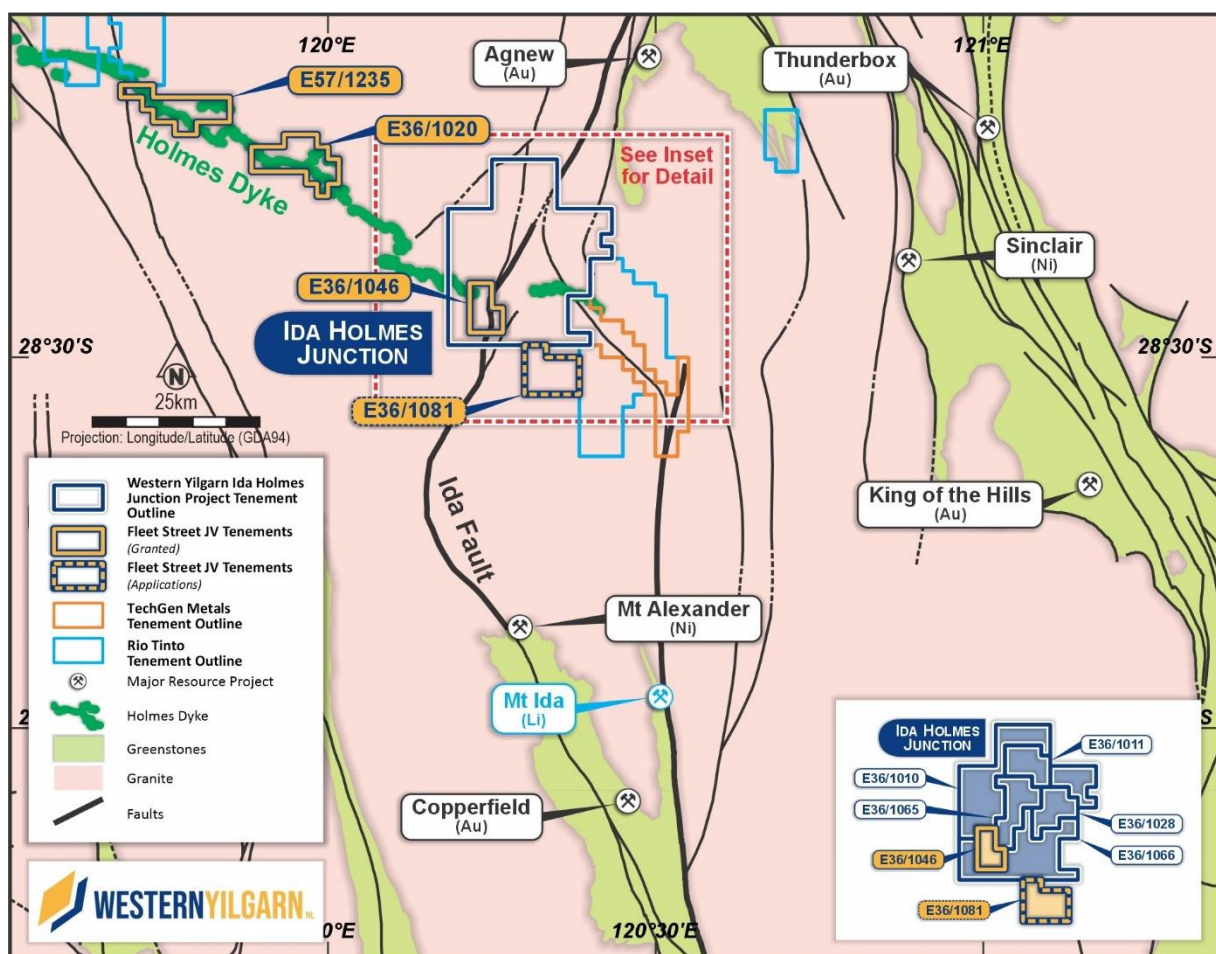 120°E
121°E
Agnew
(Au)
Thunderbox
(Au)
E57/1235
E36/1020
Holmes Dyke
See Inset
for Detail
Sinclair
(Ni)
E36/1046
IDA HOLMES
JUNCTION
28°30'S
28°30'S
N
25km
Projection: Longitude/Latitude (GDA94)
E36/1081
Ida Fault
King of the Hills
(Au)
Western Yilgarn Ida Holmes
Junction Project Tenement
Outline
Fleet Street JV Tenements
(Granted)
Fleet Street JV Tenements
(Applications)
TechGen Metals
Tenement Outline
Rio Tinto
Tenement Outline
Major Resource Project
Holmes Dyke
Greenstones
Granite
Faults
Mt Alexander
(Ni)
Mt Ida
(Li)
Copperfield
(Au)
IDA HOLMES
JUNCTION
E36/1011
E36/1010
E36/1065
E36/1028
E36/1046
E36/1066
E36/1081
WESTERNYILGARN NL
120°30'E